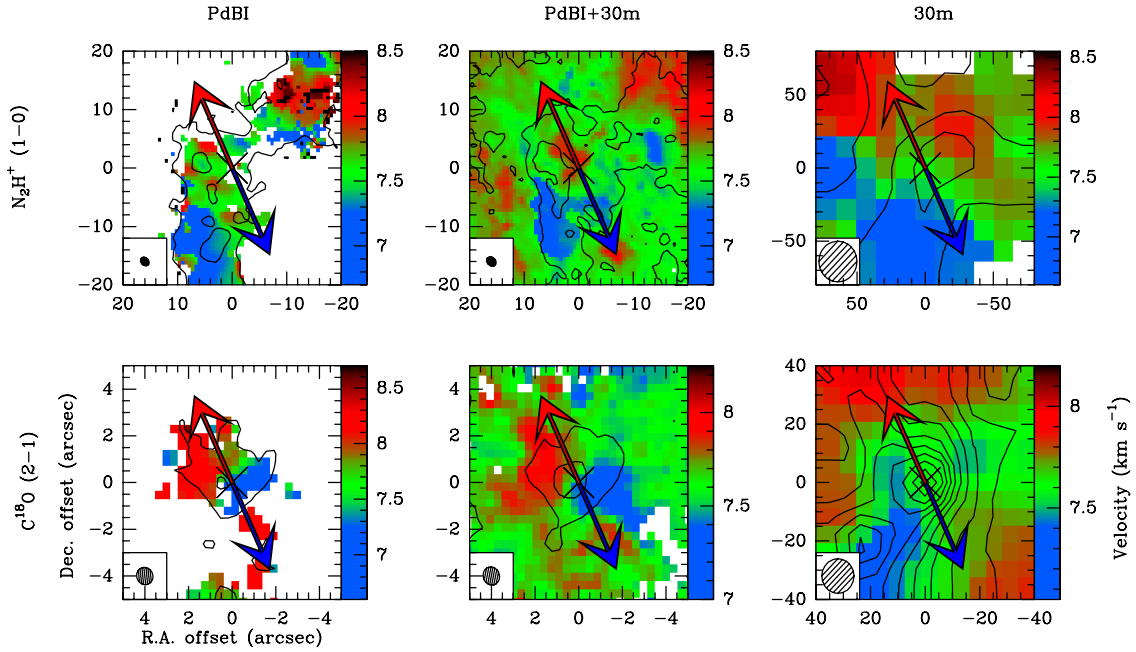 PdBI PdBI+30m 30m
N₂H⁺ (1−0)
20 10 0 −10 −20
20 10 0 −10 −20
8.5 8 7.5 7
20 10 0 −10 −20
20 10 0 −10 −20
8.5 8 7.5 7
50 0 −50
50 0 −50
8.5 8 7.5 7
C¹⁸O (2−1)
Dec. offset (arcsec)
4 2 0 −2 −4
4 2 0 −2 −4
R.A. offset (arcsec)
8.5 8 7.5 7
4 2 0 −2 −4
4 2 0 −2 −4
8 7.5 7
40 20 0 −20 −40
40 20 0 −20 −40
8 7.5
Velocity (km s⁻¹)